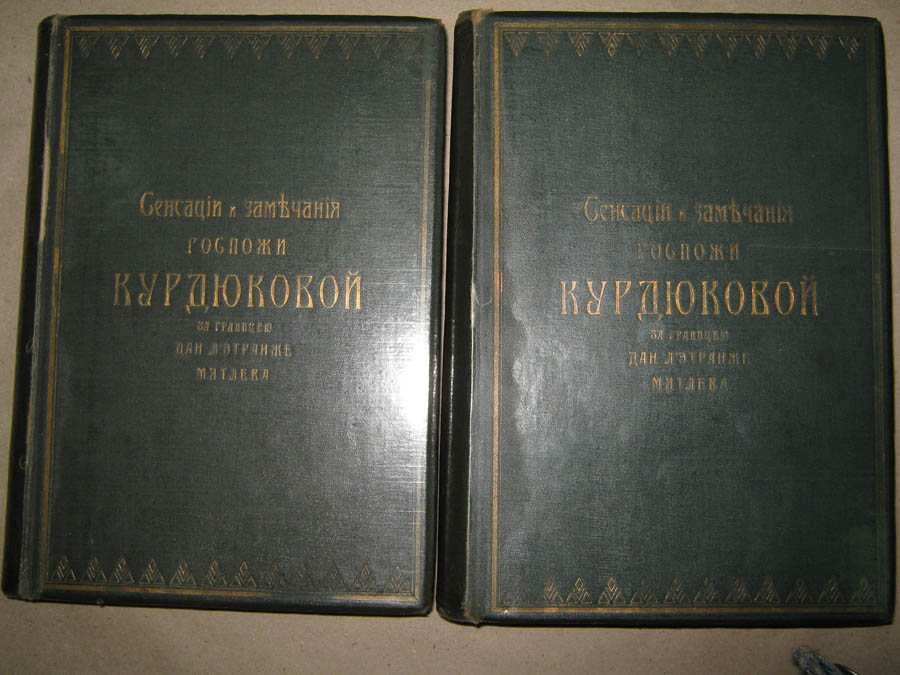 Сенсаціи и замѣчанія
госпожи
КУРДЮКОВОЙ
за границею
дан л'этранже
Мятлева
Сенсаціи и замѣчанія
госпожи
КУРДЮКОВОЙ
за границею
дан л'этранже
Мятлева